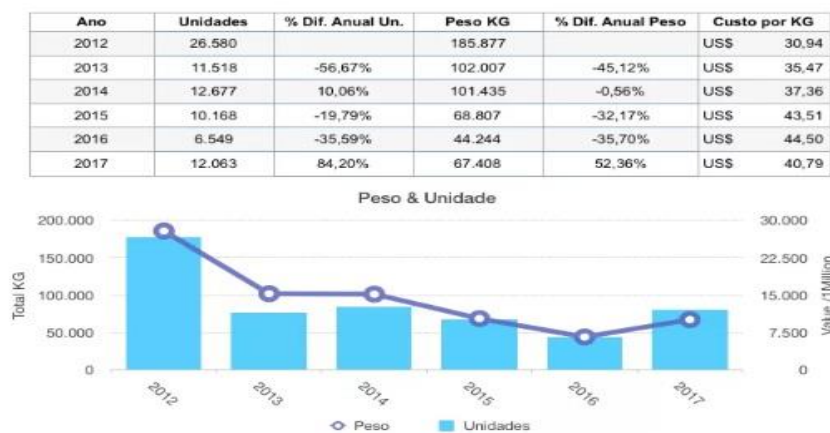 Ano Unidades % Dif. Anual Un. Peso KG % Dif. Anual Peso Custo por KG
2012 26.580 185.877 US$ 30,94
2013 11.518 -56,67% 102.007 -45,12% US$ 35,47
2014 12.677 10,06% 101.435 -0,56% US$ 37,36
2015 10.168 -19,79% 68.807 -32,17% US$ 43,51
2016 6.549 -35,59% 44.244 -35,70% US$ 44,50
2017 12.063 84,20% 67.408 52,36% US$ 40,79
Peso & Unidade
200.000 30.000
150.000 22.500
100.000 15.000
50.000 7.500
0 0
Total KG
Value /1Million
2012 2013 2014 2015 2016 2017
Peso Unidades